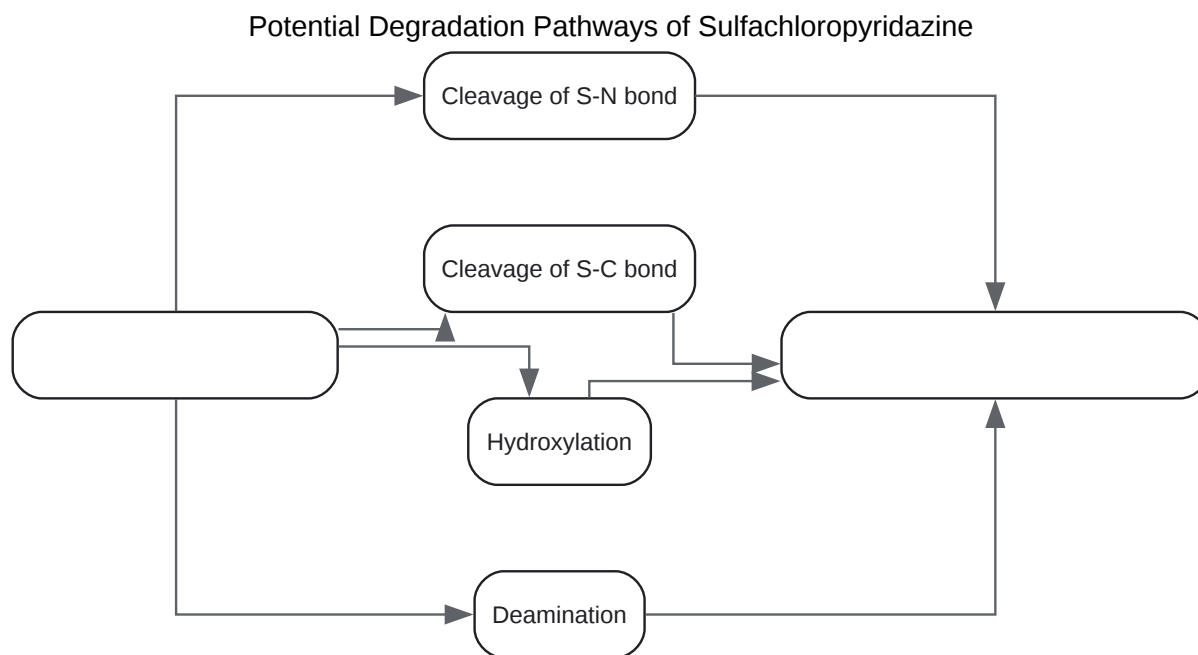 Potential Degradation Pathways of Sulfachloropyridazine
Cleavage of S-N bond
Cleavage of S-C bond
Hydroxylation
Deamination